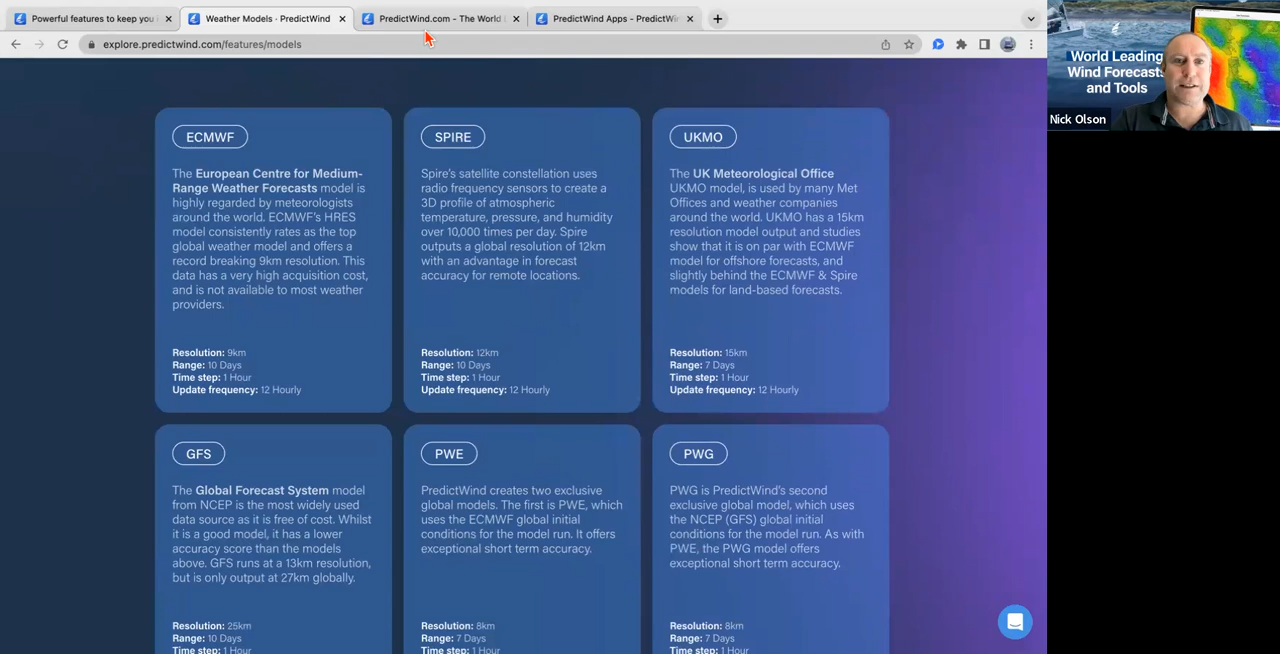 Powerful features to keep you
Weather Models · PredictWind
PredictWind.com – The World
PredictWind Apps - PredictWi
explore.predictwind.com/features/models
World Leading
Wind Forecast
and Tools
Nick Olson
ECMWF
The European Centre for Medium-
Range Weather Forecasts model is
highly regarded by meteorologists
around the world. ECMWF's HRES
model consistently rates as the top
global weather model and offers a
record breaking 9km resolution. This
data has a very high acquisition cost,
and is not available to most weather
providers.
Resolution: 9km
Range: 10 Days
Time step: 1 Hour
Update frequency: 12 Hourly
SPIRE
Spire's satellite constellation uses
radio frequency sensors to create a
3D profile of atmospheric
temperature, pressure, and humidity
over 10,000 times per day. Spire
outputs a global resolution of 12km
with an advantage in forecast
accuracy for remote locations.
Resolution: 12km
Range: 10 Days
Time step: 1 Hour
Update frequency: 12 Hourly
UKMO
The UK Meteorological Office
UKMO model, is used by many Met
Offices and weather companies
around the world. UKMO has a 15km
resolution model output and studies
show that it is on par with ECMWF
model for offshore forecasts, and
slightly behind the ECMWF & Spire
models for land-based forecasts.
Resolution: 15km
Range: 7 Days
Time step: 1 Hour
Update frequency: 12 Hourly
GFS
The Global Forecast System model
from NCEP is the most widely used
data source as it is free of cost. Whilst
it is a good model, it has a lower
accuracy score than the models
above. GFS runs at a 13km resolution,
but is only output at 27km globally.
Resolution: 25km
Range: 10 Days
Time step: 1 Hour
PWE
PredictWind creates two exclusive
global models. The first is PWE, which
uses the ECMWF global initial
conditions for the model run. It offers
exceptional short term accuracy.
Resolution: 8km
Range: 7 Days
Time step: 1 Hour
PWG
PWG is PredictWind's second
exclusive global model, which uses
the NCEP (GFS) global initial
conditions for the model run. As with
PWE, the PWG model offers
exceptional short term accuracy.
Resolution: 8km
Range: 7 Days
Time step: 1 Hour